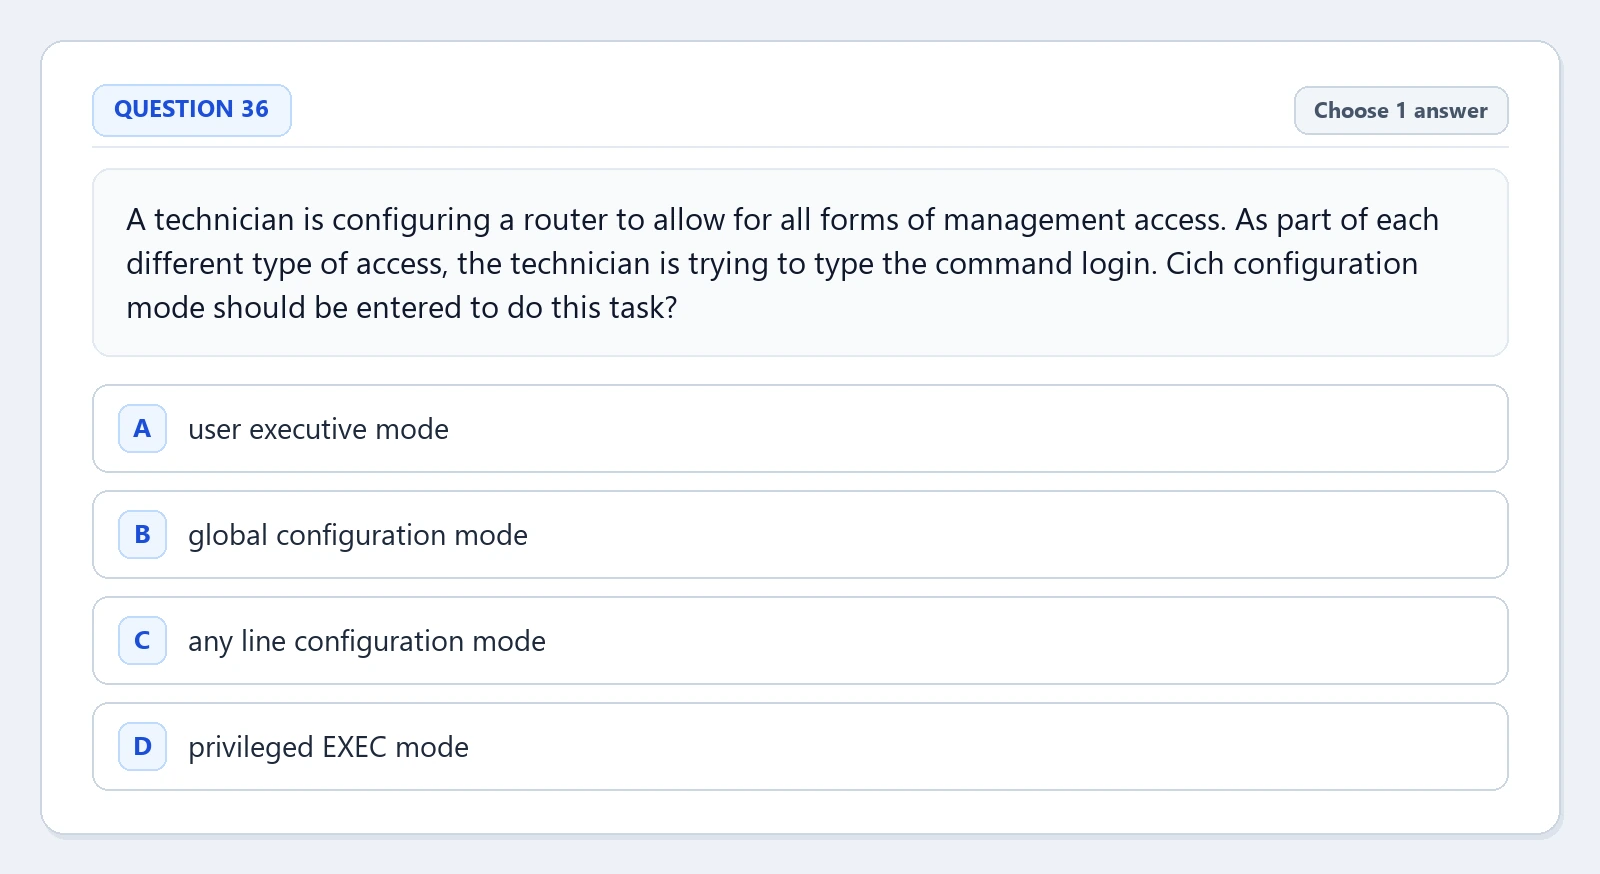 QUESTION 36
Choose 1 answer
A technician is configuring a router to allow for all forms of management access. As part of each
different type of access, the technician is trying to type the command login. Cich configuration
mode should be entered to do this task?
A user executive mode
B global configuration mode
C any line configuration mode
D privileged EXEC mode